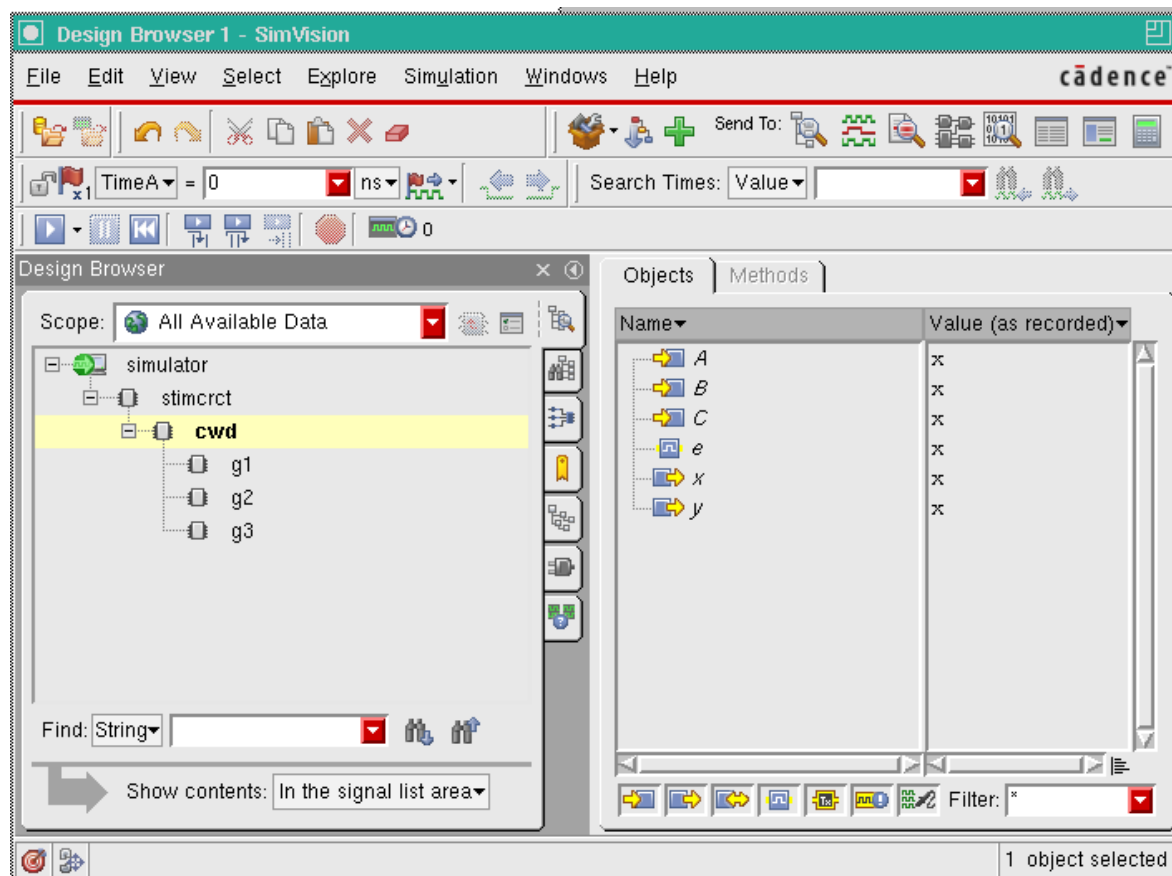 Design Browser 1 - SimVision
File Edit View Select Explore Simulation Windows Help cādence
Send To:
x1 TimeA = 0 ns Search Times: Value
0
Design Browser
Objects Methods
Scope: All Available Data
Name Value (as recorded)
simulator
stimcrct
cwd
g1
g2
g3
A x
B x
C x
e x
x x
y x
Find: String
Show contents: In the signal list area
Filter: *
1 object selected